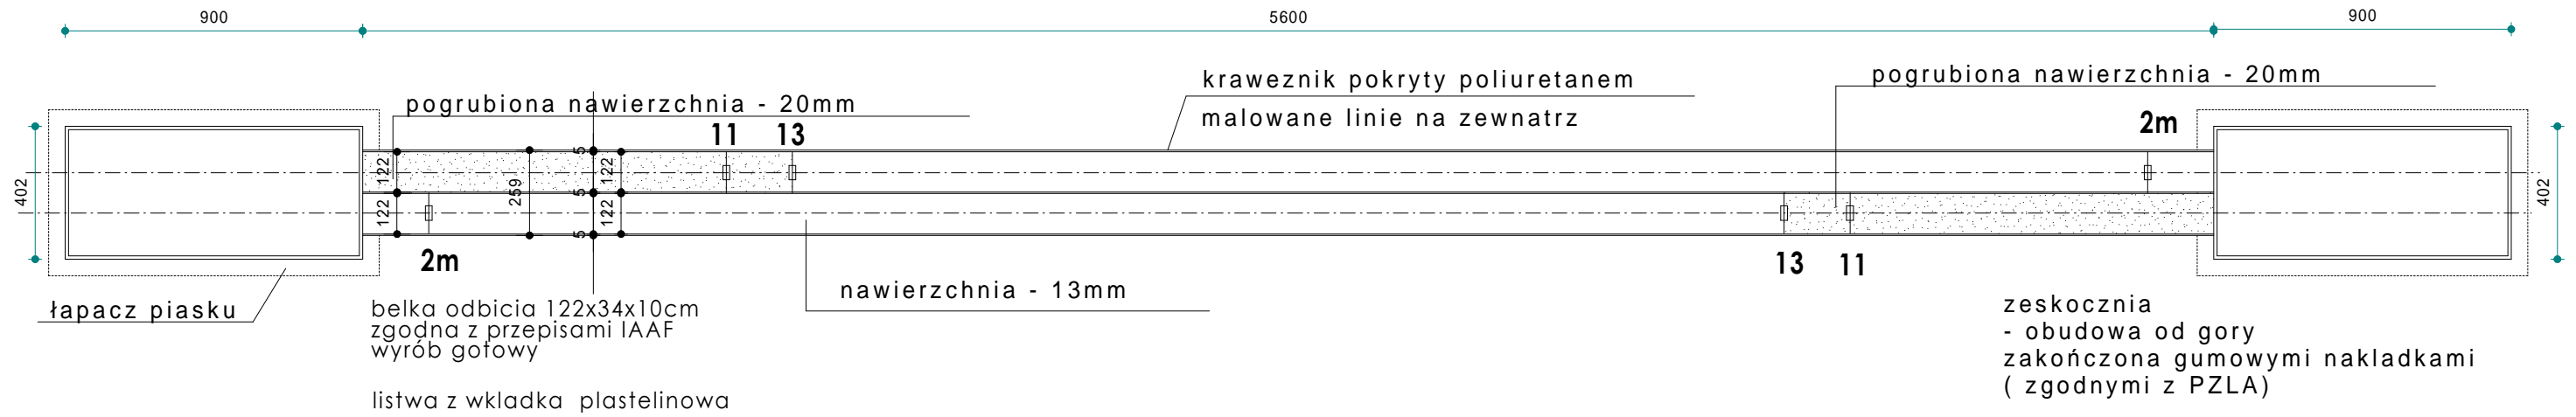 900
5600
900
pogrubiona nawierzchnia - 20mm
kraweznik pokryty poliuretanem
malowane linie na zewnatrz
pogrubiona nawierzchnia - 20mm
11
13
2m
402
122
122
259
5
5
5
122
122
402
2m
13
11
łapacz piasku
belka odbicia 122x34x10cm
zgodna z przepisami IAAF
wyrób gotowy
listwa z wkladka plastelinowa
nawierzchnia - 13mm
zeskocznia
- obudowa od gory
zakończona gumowymi nakladkami
( zgodnymi z PZLA)